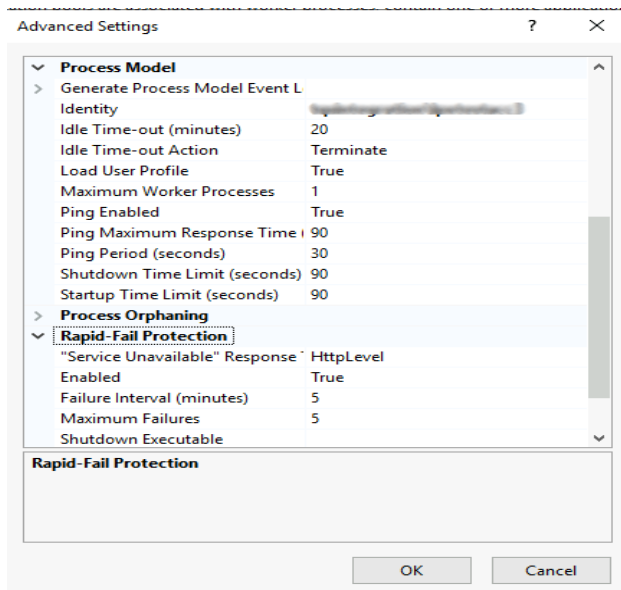 Advanced Settings ? ×
Process Model
Generate Process Model Event L
Identity
Idle Time-out (minutes) 20
Idle Time-out Action Terminate
Load User Profile True
Maximum Worker Processes 1
Ping Enabled True
Ping Maximum Response Time ( 90
Ping Period (seconds) 30
Shutdown Time Limit (seconds) 90
Startup Time Limit (seconds) 90
Process Orphaning
Rapid-Fail Protection
"Service Unavailable" Response T HttpLevel
Enabled True
Failure Interval (minutes) 5
Maximum Failures 5
Shutdown Executable
Rapid-Fail Protection
OK Cancel